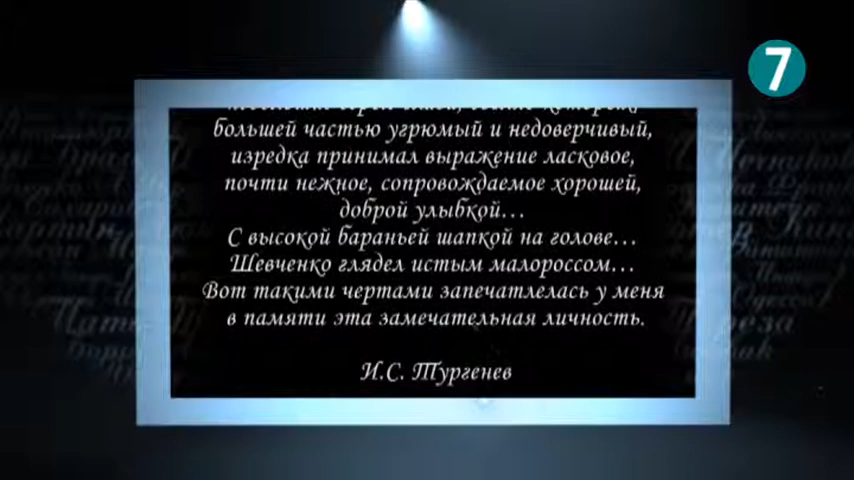 7
большей частью угрюмый и недоверчивый,
изредка принимал выражение ласковое,
почти нежное, сопровождаемое хорошей,
доброй улыбкой...
С высокой бараньей шапкой на голове...
Шевченко глядел истым малороссом...
Вот такими чертами запечатлелась у меня
в памяти эта замечательная личность.
И.С. Тургенев